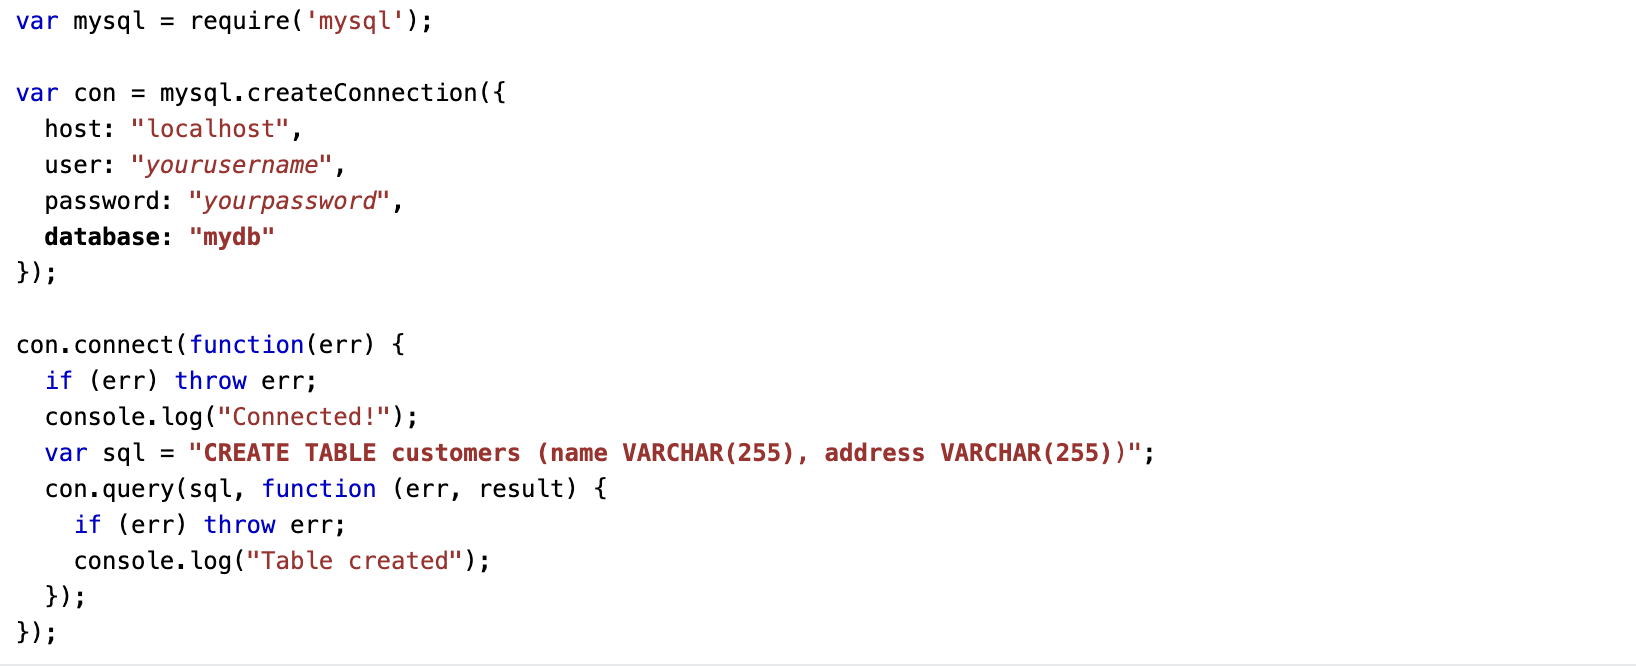 var mysql = require('mysql');

var con = mysql.createConnection({
  host: "localhost",
  user: "yourusername",
  password: "yourpassword",
  database: "mydb"
});

con.connect(function(err) {
  if (err) throw err;
  console.log("Connected!");
  var sql = "CREATE TABLE customers (name VARCHAR(255), address VARCHAR(255))";
  con.query(sql, function (err, result) {
    if (err) throw err;
    console.log("Table created");
  });
});